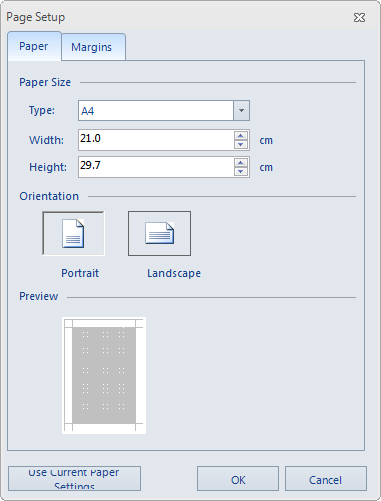 Page Setup
Paper
Margins
Paper Size
Type:
A4
Width:
21.0
cm
Height:
29.7
cm
Orientation
Portrait
Landscape
Preview
Use Current Paper
Settings
OK
Cancel